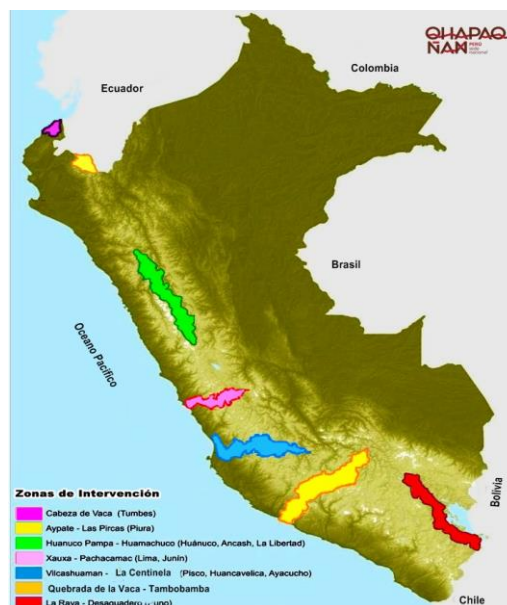 QHAPAQ
ÑAN PERÚ
Ecuador
Colombia
Brasil
Oceano Pacífico
Bolivia
Chile
Zonas de Intervención
Cabeza de Vaca (Tumbes)
Aypate - Las Pircas (Piura)
Huanuco Pampa - Huamachuco (Huánuco, Ancash, La Libertad)
Xauxa - Pachacamac (Lima, Junín)
Vilcashuaman - La Centinela (Pisco, Huancavelica, Ayacucho)
Quebrada de la Vaca - Tambobamba
La Raya - Desaguadero